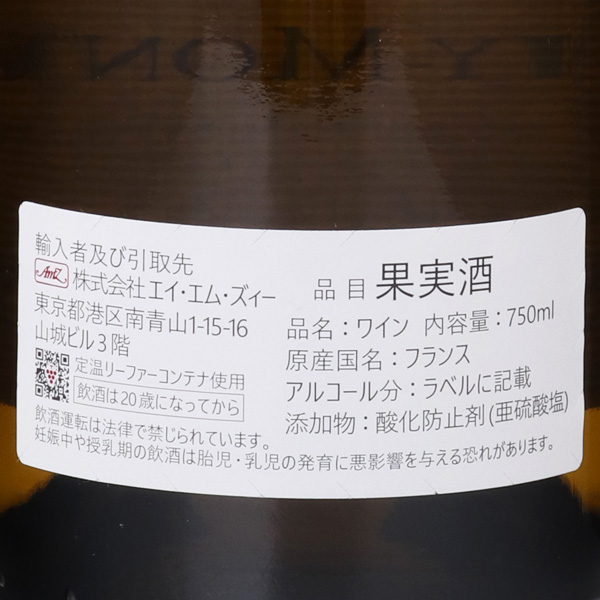 輸入者及び引取先
AmZ 株式会社エイ・エム・ズィー
東京都港区南青山1-15-16
山城ビル3階
定温リーファーコンテナ使用
飲酒は20歳になってから
品目 果実酒
品名：ワイン 内容量：750ml
原産国名：フランス
アルコール分：ラベルに記載
添加物：酸化防止剤(亜硫酸塩)
飲酒運転は法律で禁じられています。
妊娠中や授乳期の飲酒は胎児・乳児の発育に悪影響を与える恐れがあります。